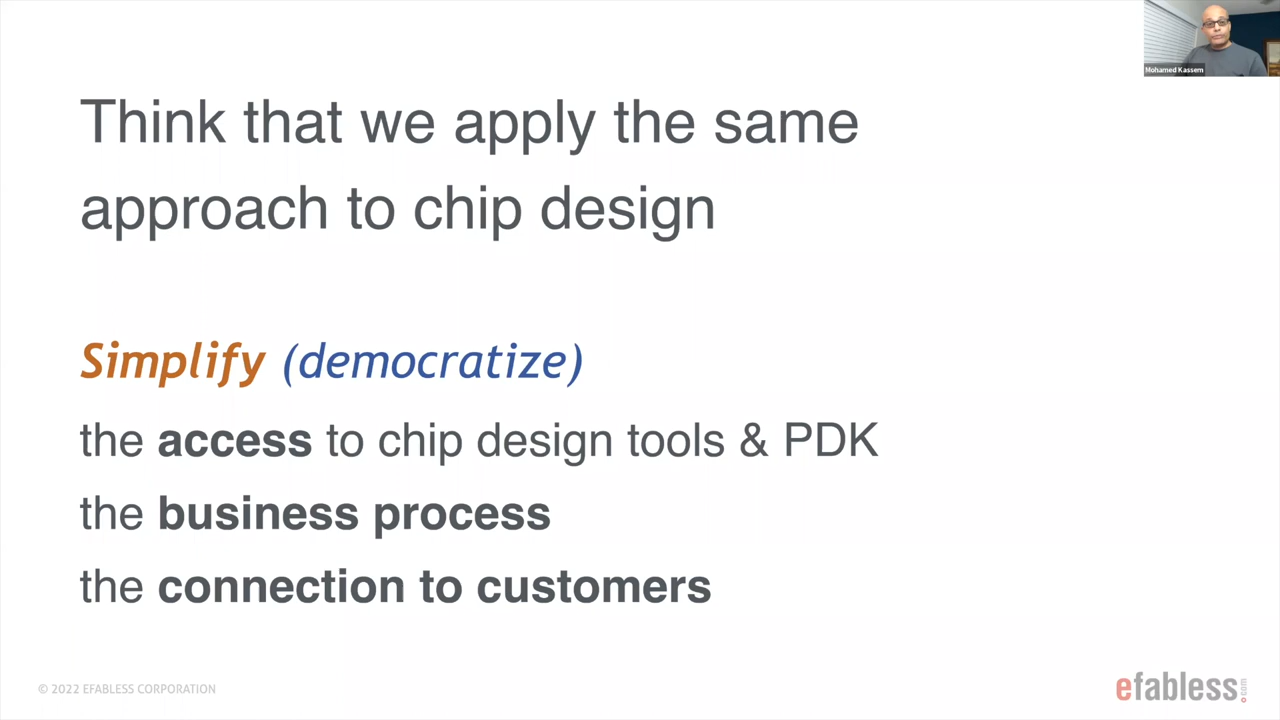 Mohamed Kassem
Think that we apply the same
approach to chip design
Simplify (democratize)
the access to chip design tools & PDK
the business process
the connection to customers
© 2022 EFABLESS CORPORATION
efabless.com